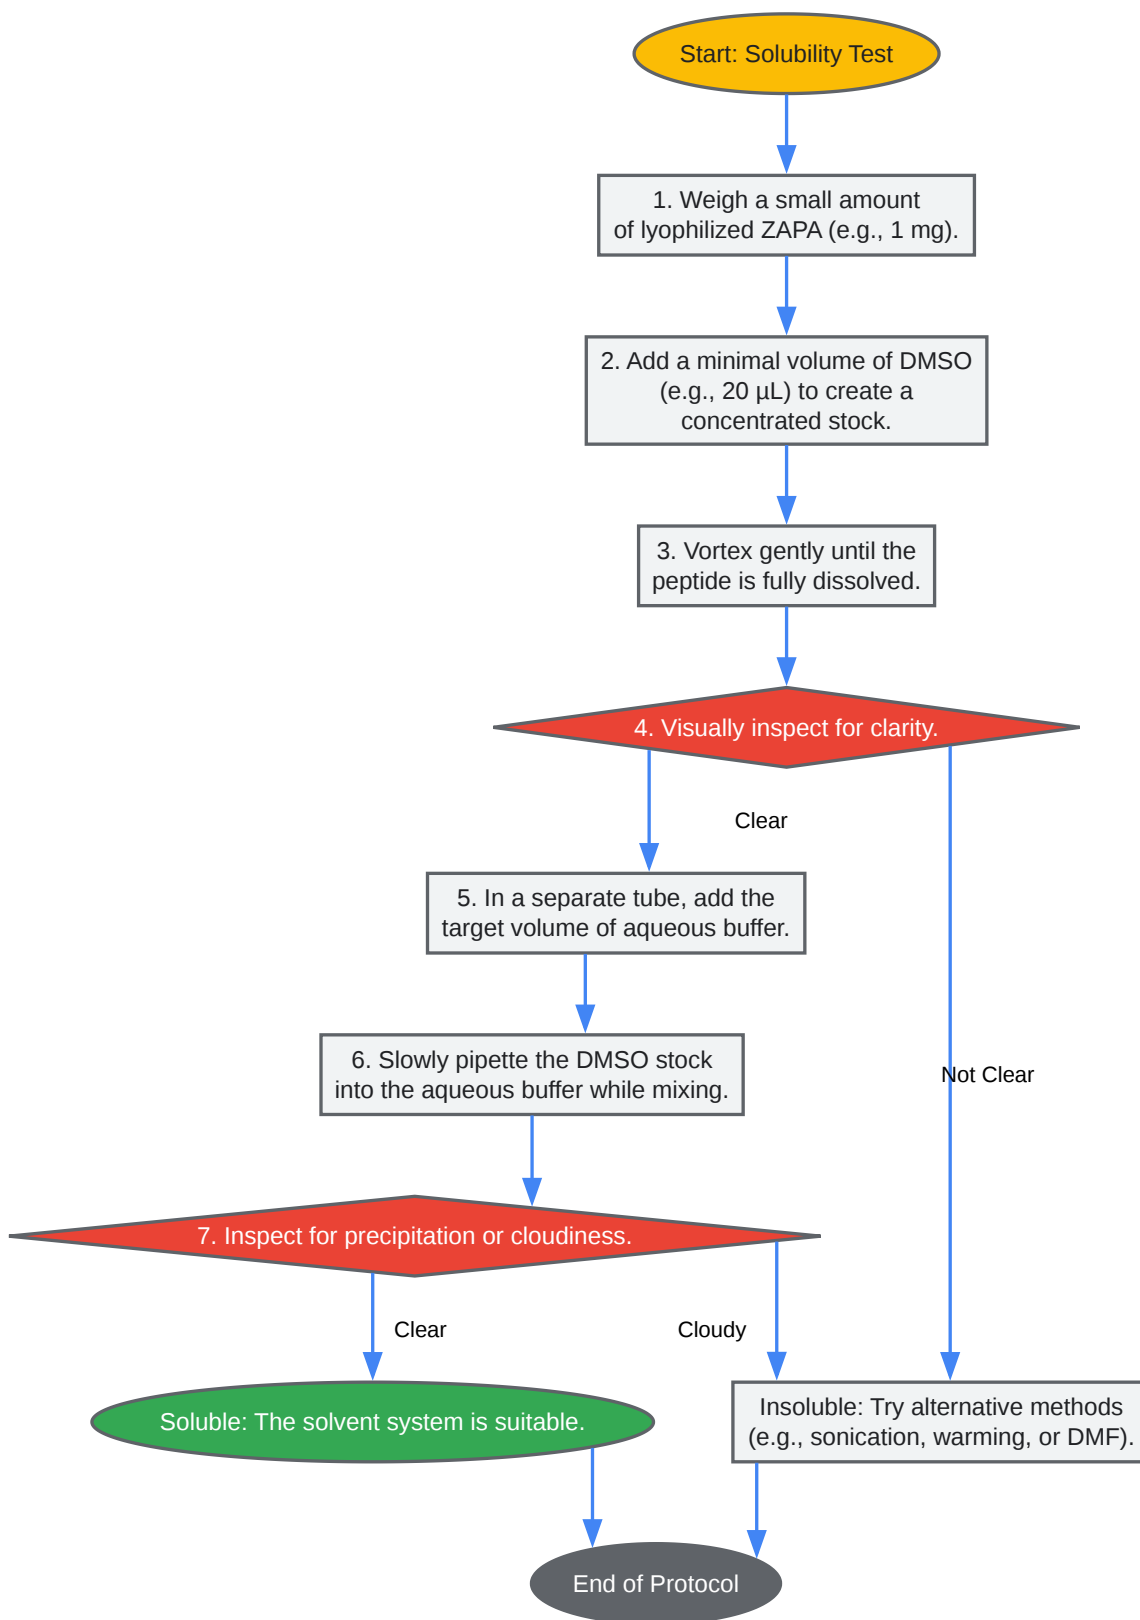 Start: Solubility Test
1. Weigh a small amount
of lyophilized ZAPA (e.g., 1 mg).
2. Add a minimal volume of DMSO
(e.g., 20 µL) to create a
concentrated stock.
3. Vortex gently until the
peptide is fully dissolved.
4. Visually inspect for clarity.
Clear
5. In a separate tube, add the
target volume of aqueous buffer.
6. Slowly pipette the DMSO stock
into the aqueous buffer while mixing.
Not Clear
7. Inspect for precipitation or cloudiness.
Clear
Cloudy
Soluble: The solvent system is suitable.
Insoluble: Try alternative methods
(e.g., sonication, warming, or DMF).
End of Protocol